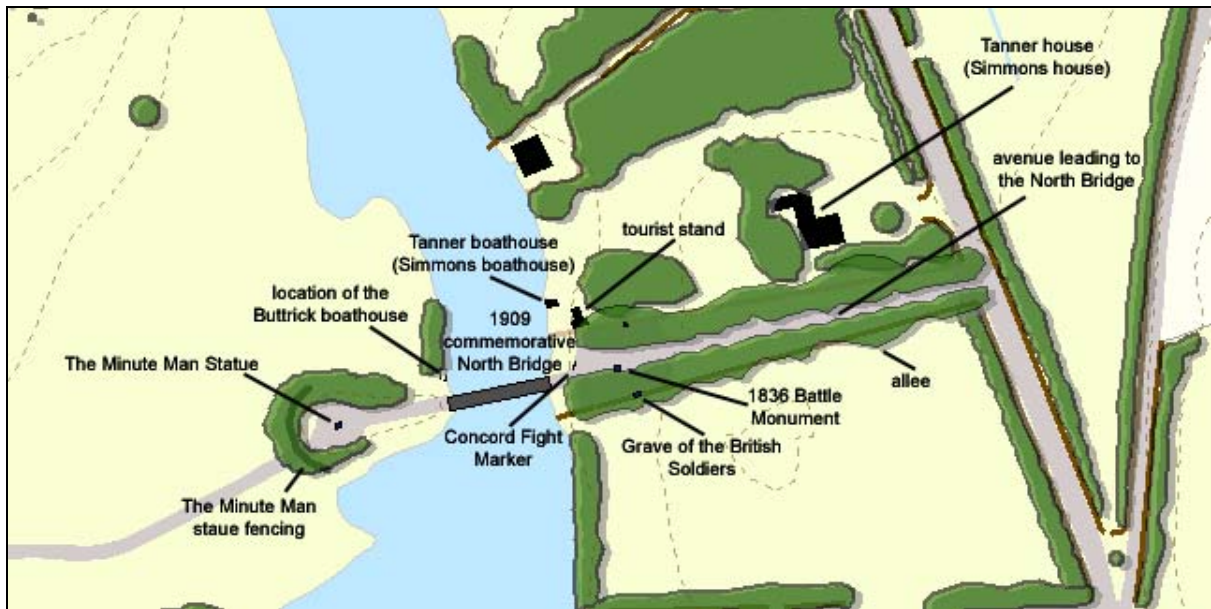 Tanner house
(Simmons house)
avenue leading to
the North Bridge
tourist stand
Tanner boathouse
(Simmons boathouse)
location of the
Buttrick boathouse
1909
commemorative
North Bridge
The Minute Man Statue
allee
1836 Battle
Monument
Concord Fight
Marker
Grave of the British
Soldiers
The Minute Man
staue fencing